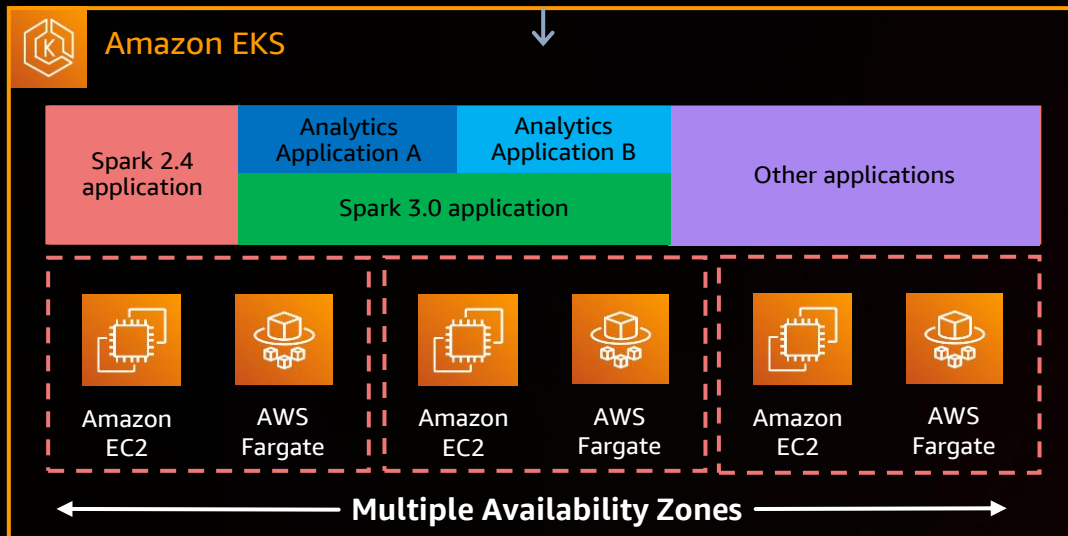 K
Amazon EKS
Spark 2.4
application
Analytics
Application A
Analytics
Application B
Spark 3.0 application
Other applications
Amazon
EC2
AWS
Fargate
Amazon
EC2
AWS
Fargate
Amazon
EC2
AWS
Fargate
Multiple Availability Zones